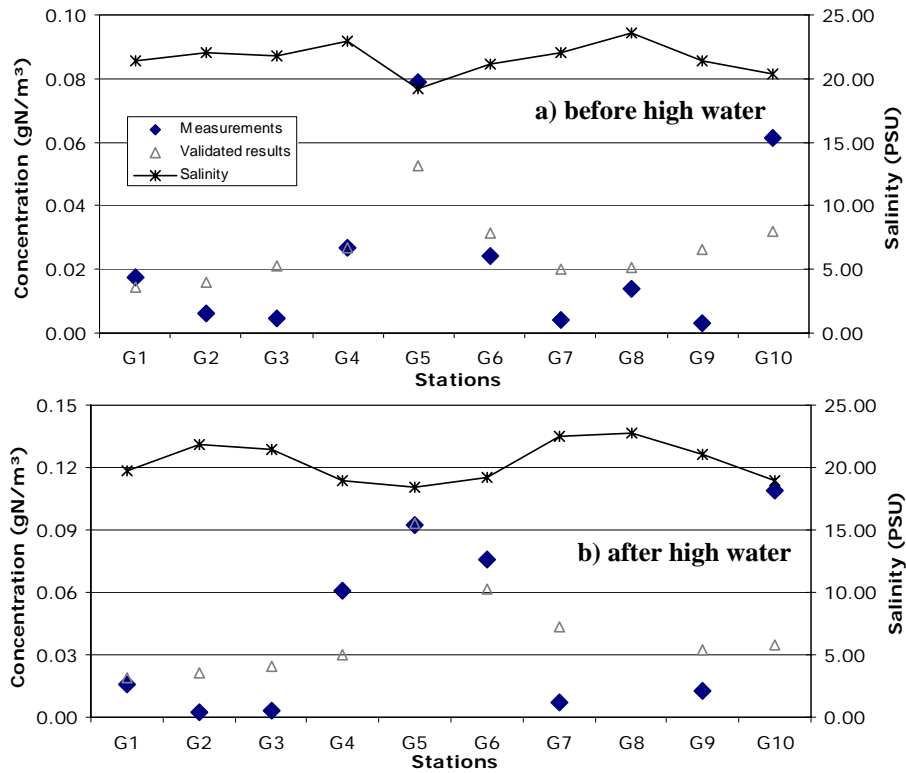 0.10
0.08
0.06
0.04
0.02
0.00
Concentration (gN/m³)
25.00
20.00
15.00
10.00
5.00
0.00
Salinity (PSU)
a) before high water
Measurements
Validated results
Salinity
G1 G2 G3 G4 G5 G6 G7 G8 G9 G10
Stations
0.15
0.12
0.09
0.06
0.03
0.00
Concentration (gN/m³)
25.00
20.00
15.00
10.00
5.00
0.00
Salinity (PSU)
b) after high water
G1 G2 G3 G4 G5 G6 G7 G8 G9 G10
Stations